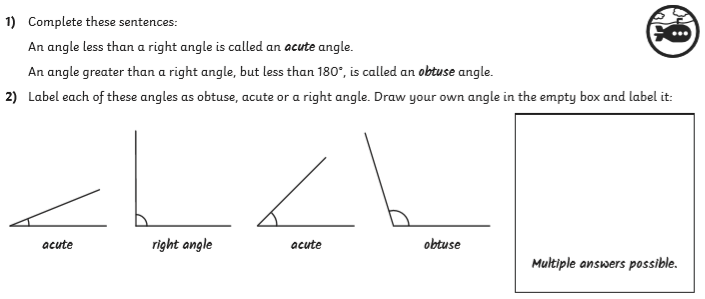 1) Complete these sentences:
An angle less than a right angle is called an acute angle.
An angle greater than a right angle, but less than 180°, is called an obtuse angle.
2) Label each of these angles as obtuse, acute or a right angle. Draw your own angle in the empty box and label it:
acute right angle acute obtuse
Multiple answers possible.